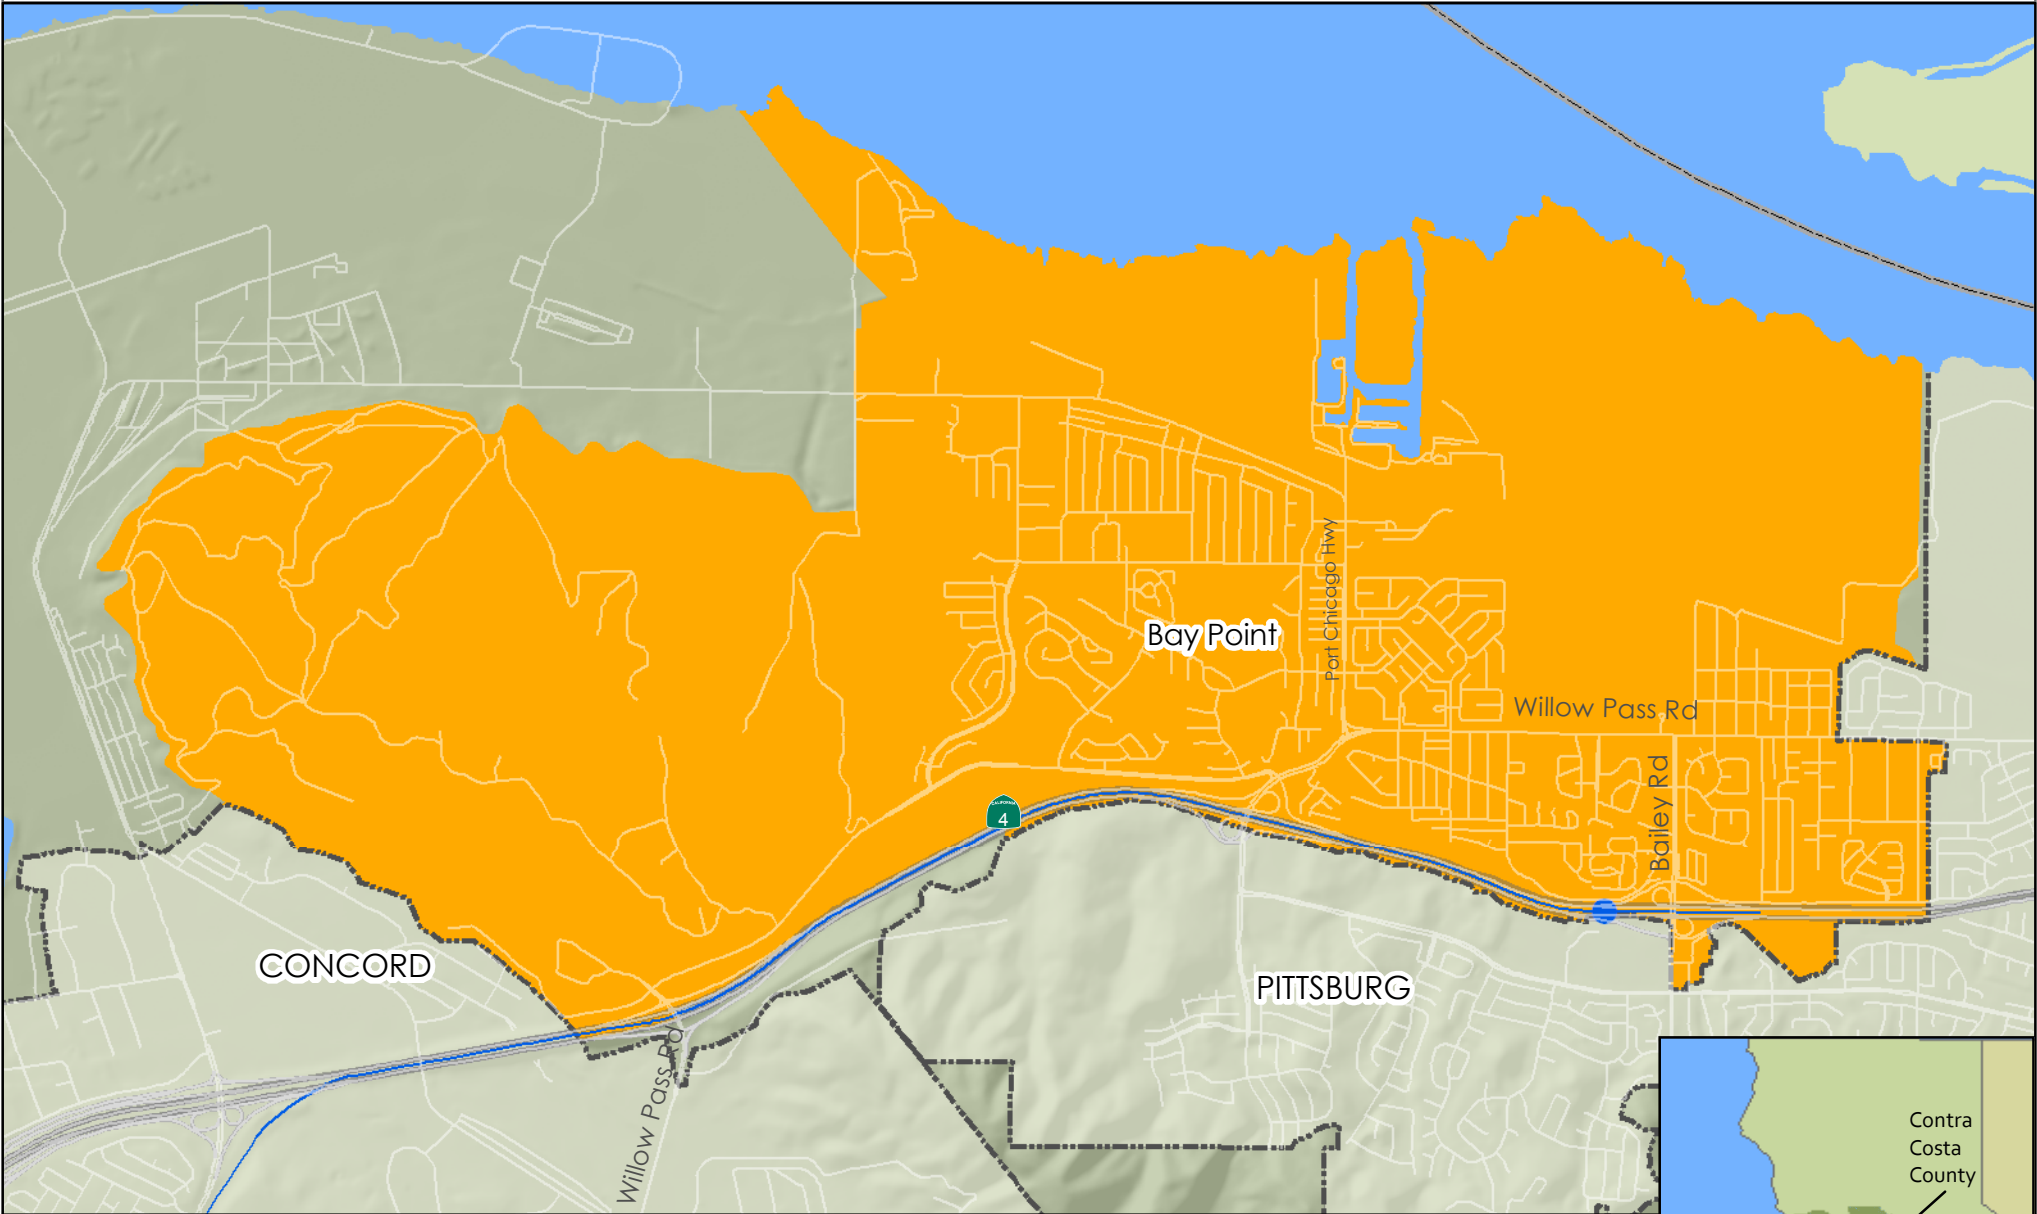 Port Chicago Hwy
Bay Point
Willow Pass Rd
Bailey Rd
CALIFORNIA
4
CONCORD
PITTSBURG
Willow Pass Rd
Contra
Costa
County